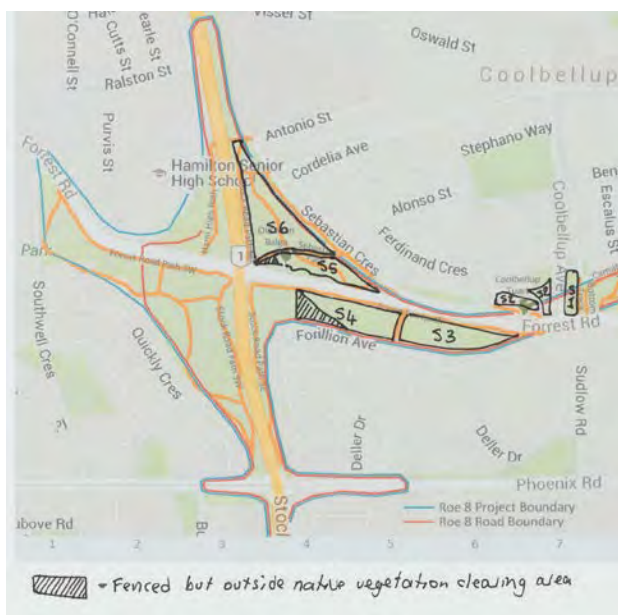 Visser St
O'Connell St
Cutts St
Ralston St
Purvis St
Oswald St
Coolbellup
Antonio St
Cordelia Ave
Stephano Way
Forrest Rd
Hamilton Senior
High School
Alonso St
Coolbellup Ave
Escalus St
Sebastian Cres
Ferdinand Cres
S6
S5
1
Park
Southwell Cres
Quickly Cres
S4
S3
Forillion Ave
Forrest Rd
Sudlow Rd
Deller Dr
Deller Dr
Phoenix Rd
Stoc
Roe 8 Project Boundary
Roe 8 Road Boundary
1 2 3 4 5 6 7
= Fenced but outside native vegetation clearing area